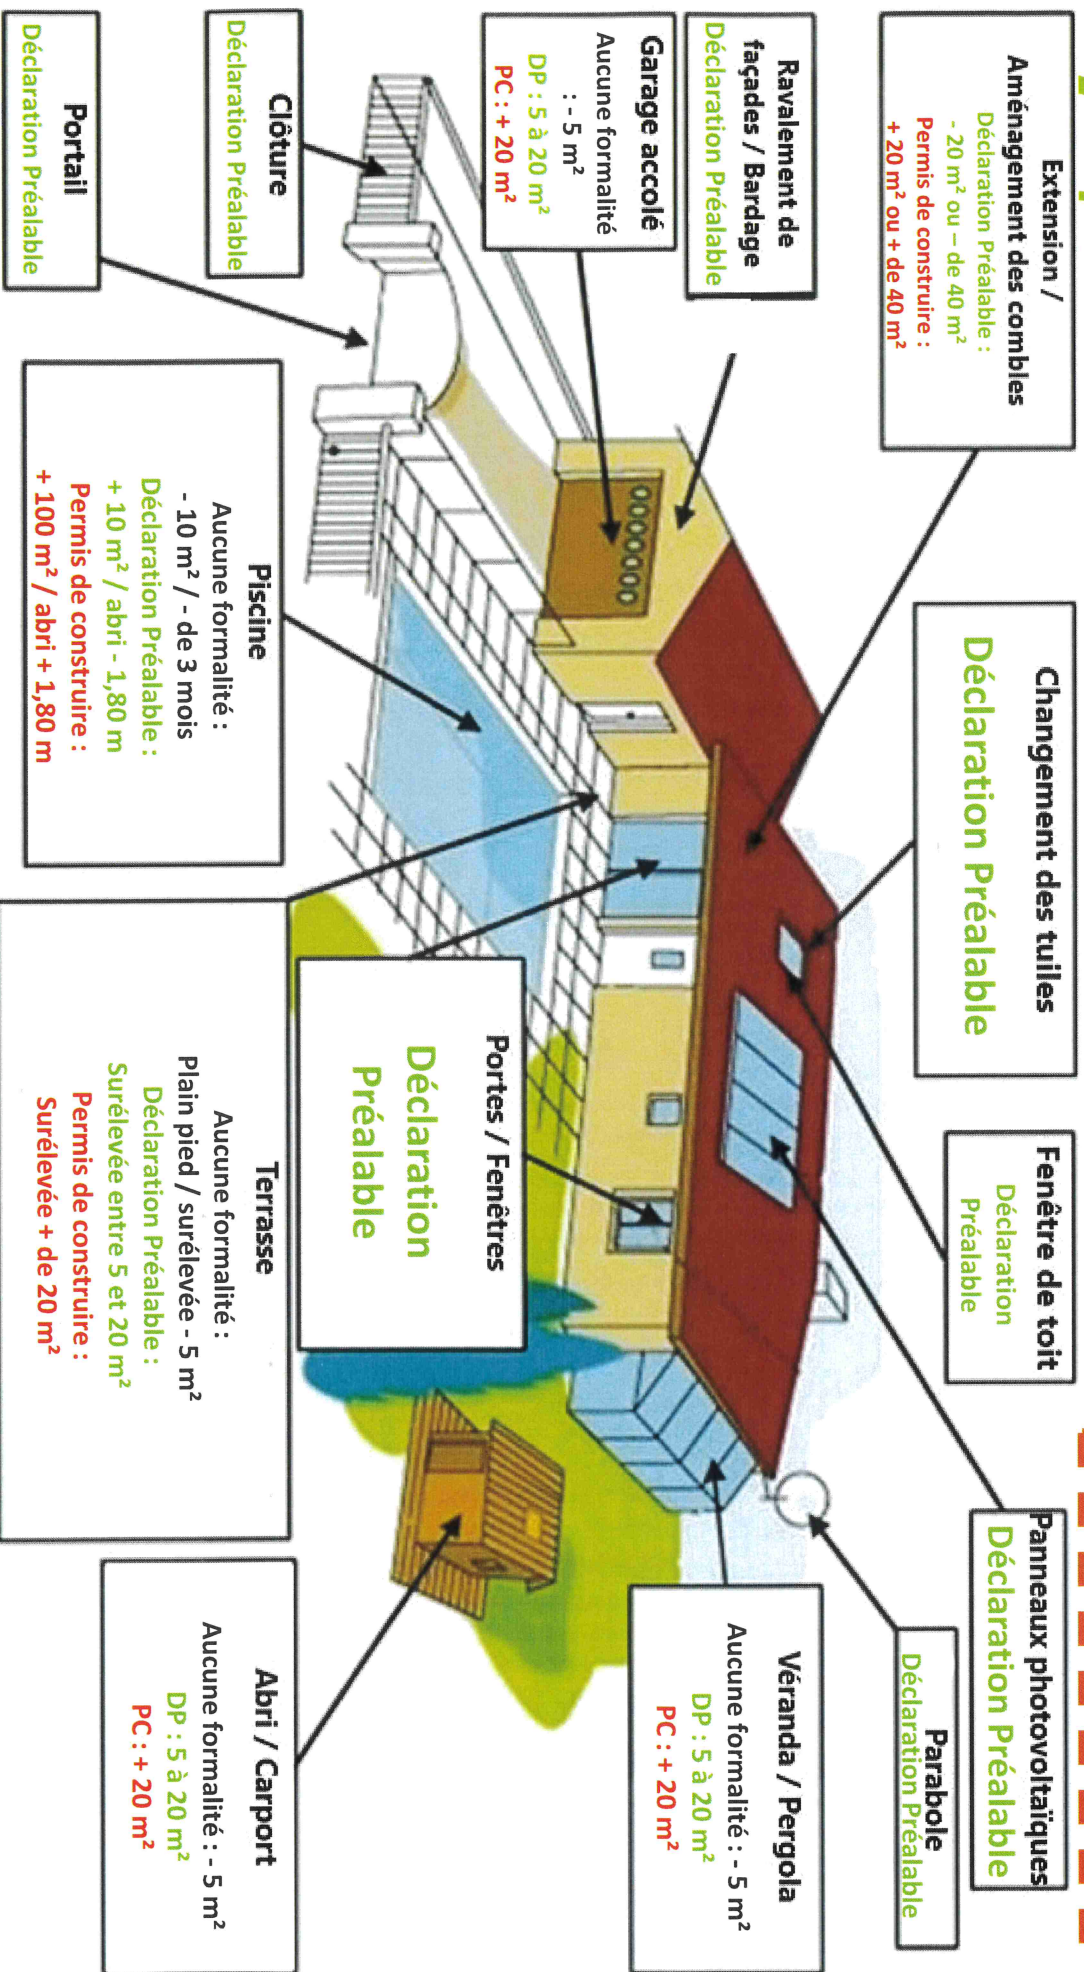 Extension /
Aménagement des combles
Déclaration Préalable :
- 20 m² ou – de 40 m²
Permis de construire :
+ 20 m² ou + de 40 m²
Changement des tuiles
Déclaration Préalable
Fenêtre de toit
Déclaration
Préalable
Panneaux photovoltaïques
Déclaration Préalable
Parabole
Déclaration Préalable
Ravalement de
façades / Bardage
Déclaration Préalable
Garage accolé
Aucune formalité
: - 5 m²
DP : 5 à 20 m²
PC : + 20 m²
Clôture
Déclaration Préalable
Portail
Déclaration Préalable
Piscine
Aucune formalité :
- 10 m² / - de 3 mois
Déclaration Préalable :
+ 10 m² / abri - 1,80 m
Permis de construire :
+ 100 m² / abri + 1,80 m
Portes / Fenêtres
Déclaration
Préalable
Terrasse
Aucune formalité :
Plain pied / surélevée - 5 m²
Déclaration Préalable :
Surélevée entre 5 et 20 m²
Permis de construire :
Surélevée + de 20 m²
Véranda / Pergola
Aucune formalité : - 5 m²
DP : 5 à 20 m²
PC : + 20 m²
Abri / Carport
Aucune formalité : - 5 m²
DP : 5 à 20 m²
PC : + 20 m²